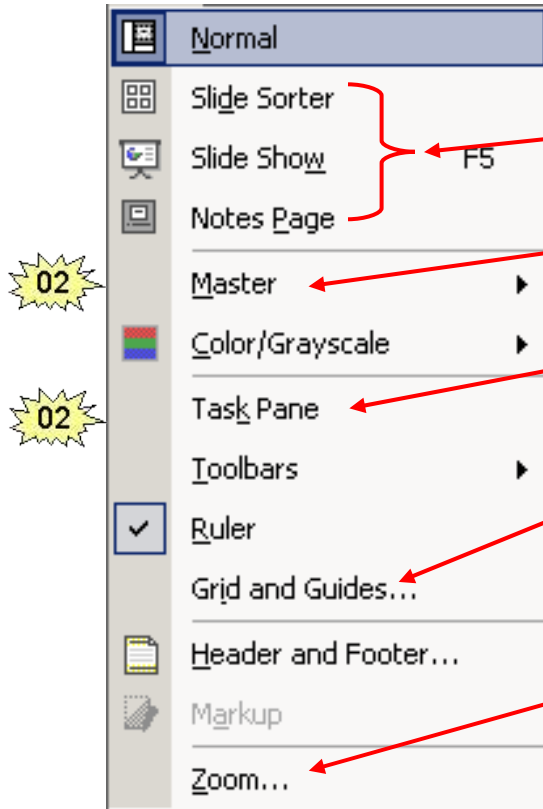 Normal
Slide Sorter
Slide Show F5
Notes Page
02 Master
Color/Grayscale
02 Task Pane
Toolbars
Ruler
Grid and Guides...
Header and Footer...
Markup
Zoom...